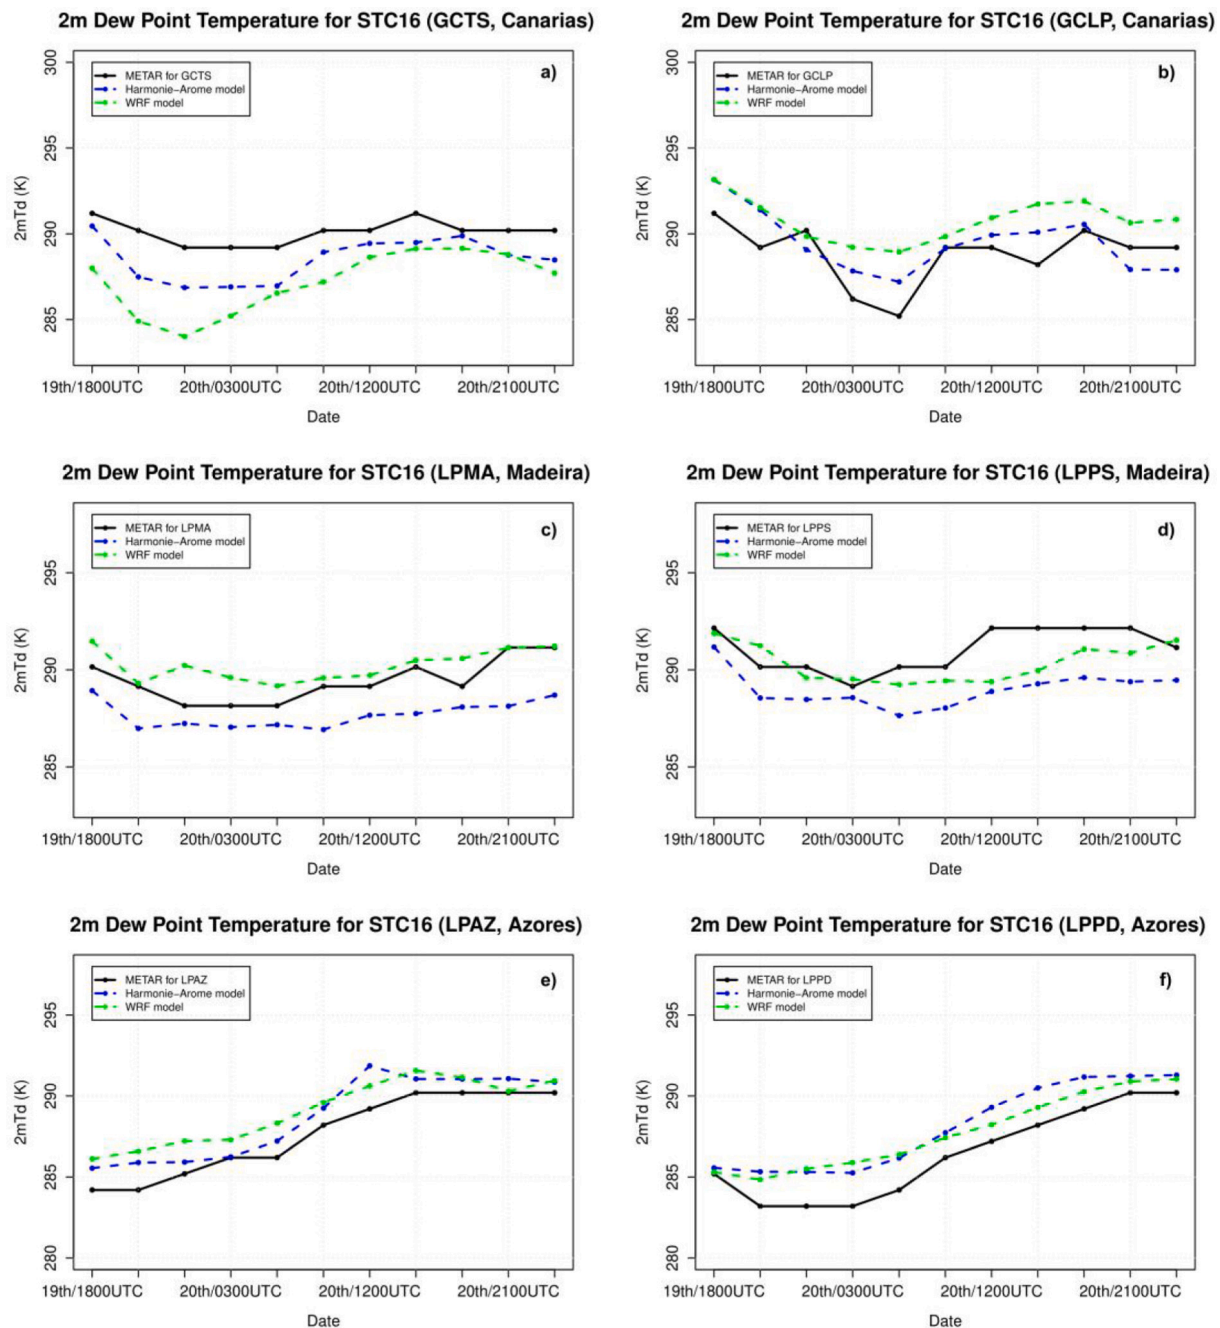 2m Dew Point Temperature for STC16 (GCTS, Canarias)
300
295
290
285
2mTd (K)
METAR for GCTS
Harmonie−Arome model
WRF model
a)
19th/1800UTC 20th/0300UTC 20th/1200UTC 20th/2100UTC
Date
2m Dew Point Temperature for STC16 (GCLP, Canarias)
300
295
290
285
2mTd (K)
METAR for GCLP
Harmonie−Arome model
WRF model
b)
19th/1800UTC 20th/0300UTC 20th/1200UTC 20th/2100UTC
Date
2m Dew Point Temperature for STC16 (LPMA, Madeira)
295
290
285
2mTd (K)
METAR for LPMA
Harmonie−Arome model
WRF model
c)
19th/1800UTC 20th/0300UTC 20th/1200UTC 20th/2100UTC
Date
2m Dew Point Temperature for STC16 (LPPS, Madeira)
295
290
285
2mTd (K)
METAR for LPPS
Harmonie−Arome model
WRF model
d)
19th/1800UTC 20th/0300UTC 20th/1200UTC 20th/2100UTC
Date
2m Dew Point Temperature for STC16 (LPAZ, Azores)
295
290
285
280
2mTd (K)
METAR for LPAZ
Harmonie−Arome model
WRF model
e)
19th/1800UTC 20th/0300UTC 20th/1200UTC 20th/2100UTC
Date
2m Dew Point Temperature for STC16 (LPPD, Azores)
295
290
285
280
2mTd (K)
METAR for LPPD
Harmonie−Arome model
WRF model
f)
19th/1800UTC 20th/0300UTC 20th/1200UTC 20th/2100UTC
Date